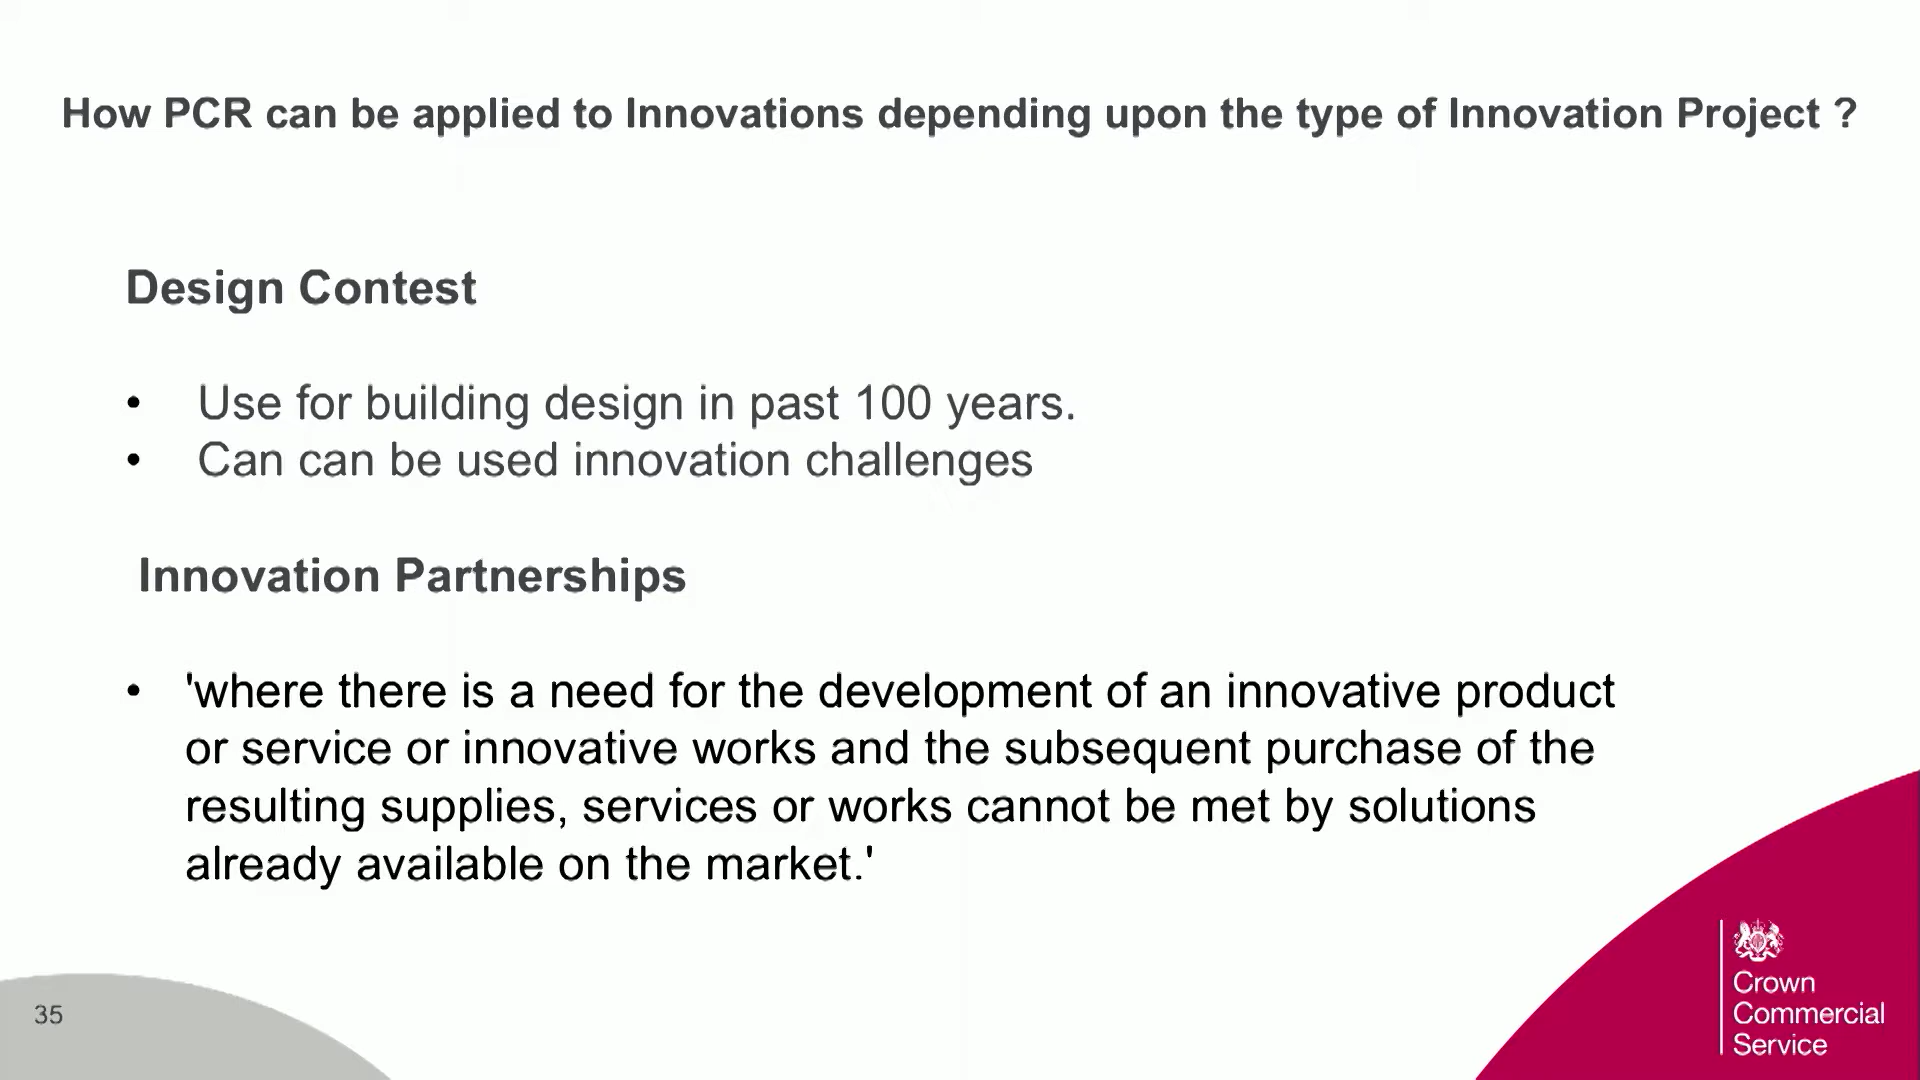 How PCR can be applied to Innovations depending upon the type of Innovation Project ?
Design Contest
• Use for building design in past 100 years.
• Can can be used innovation challenges
Innovation Partnerships
• 'where there is a need for the development of an innovative product
or service or innovative works and the subsequent purchase of the
resulting supplies, services or works cannot be met by solutions
already available on the market.'
35
Crown
Commercial
Service